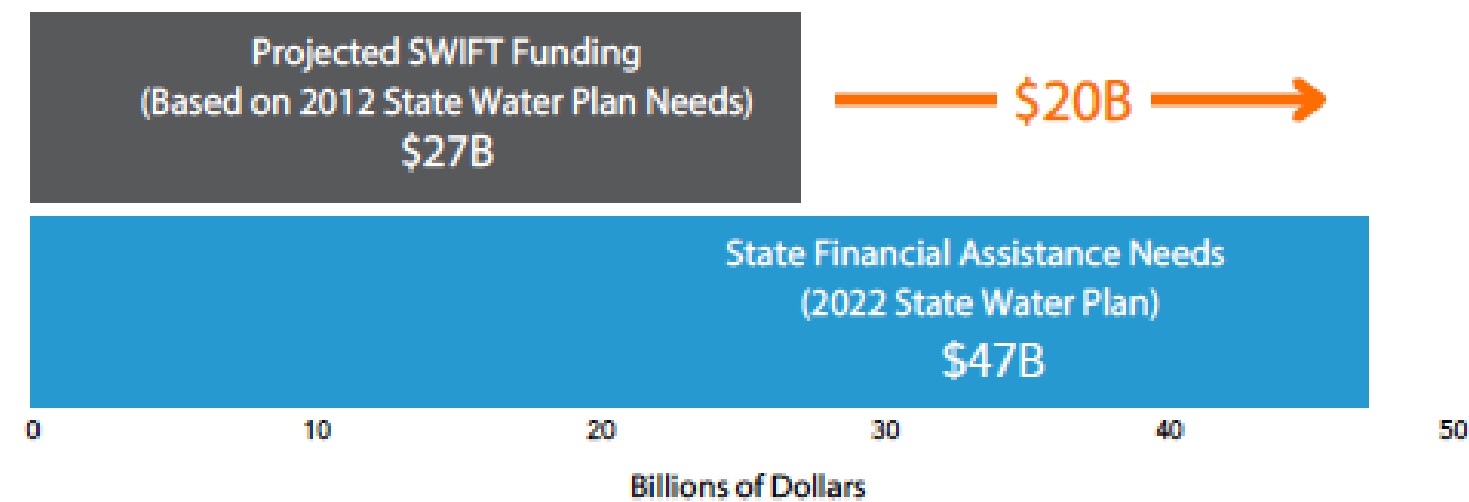 Projected SWIFT Funding
(Based on 2012 State Water Plan Needs)
$27B
$20B
State Financial Assistance Needs
(2022 State Water Plan)
$47B
0 10 20 30 40 50
Billions of Dollars